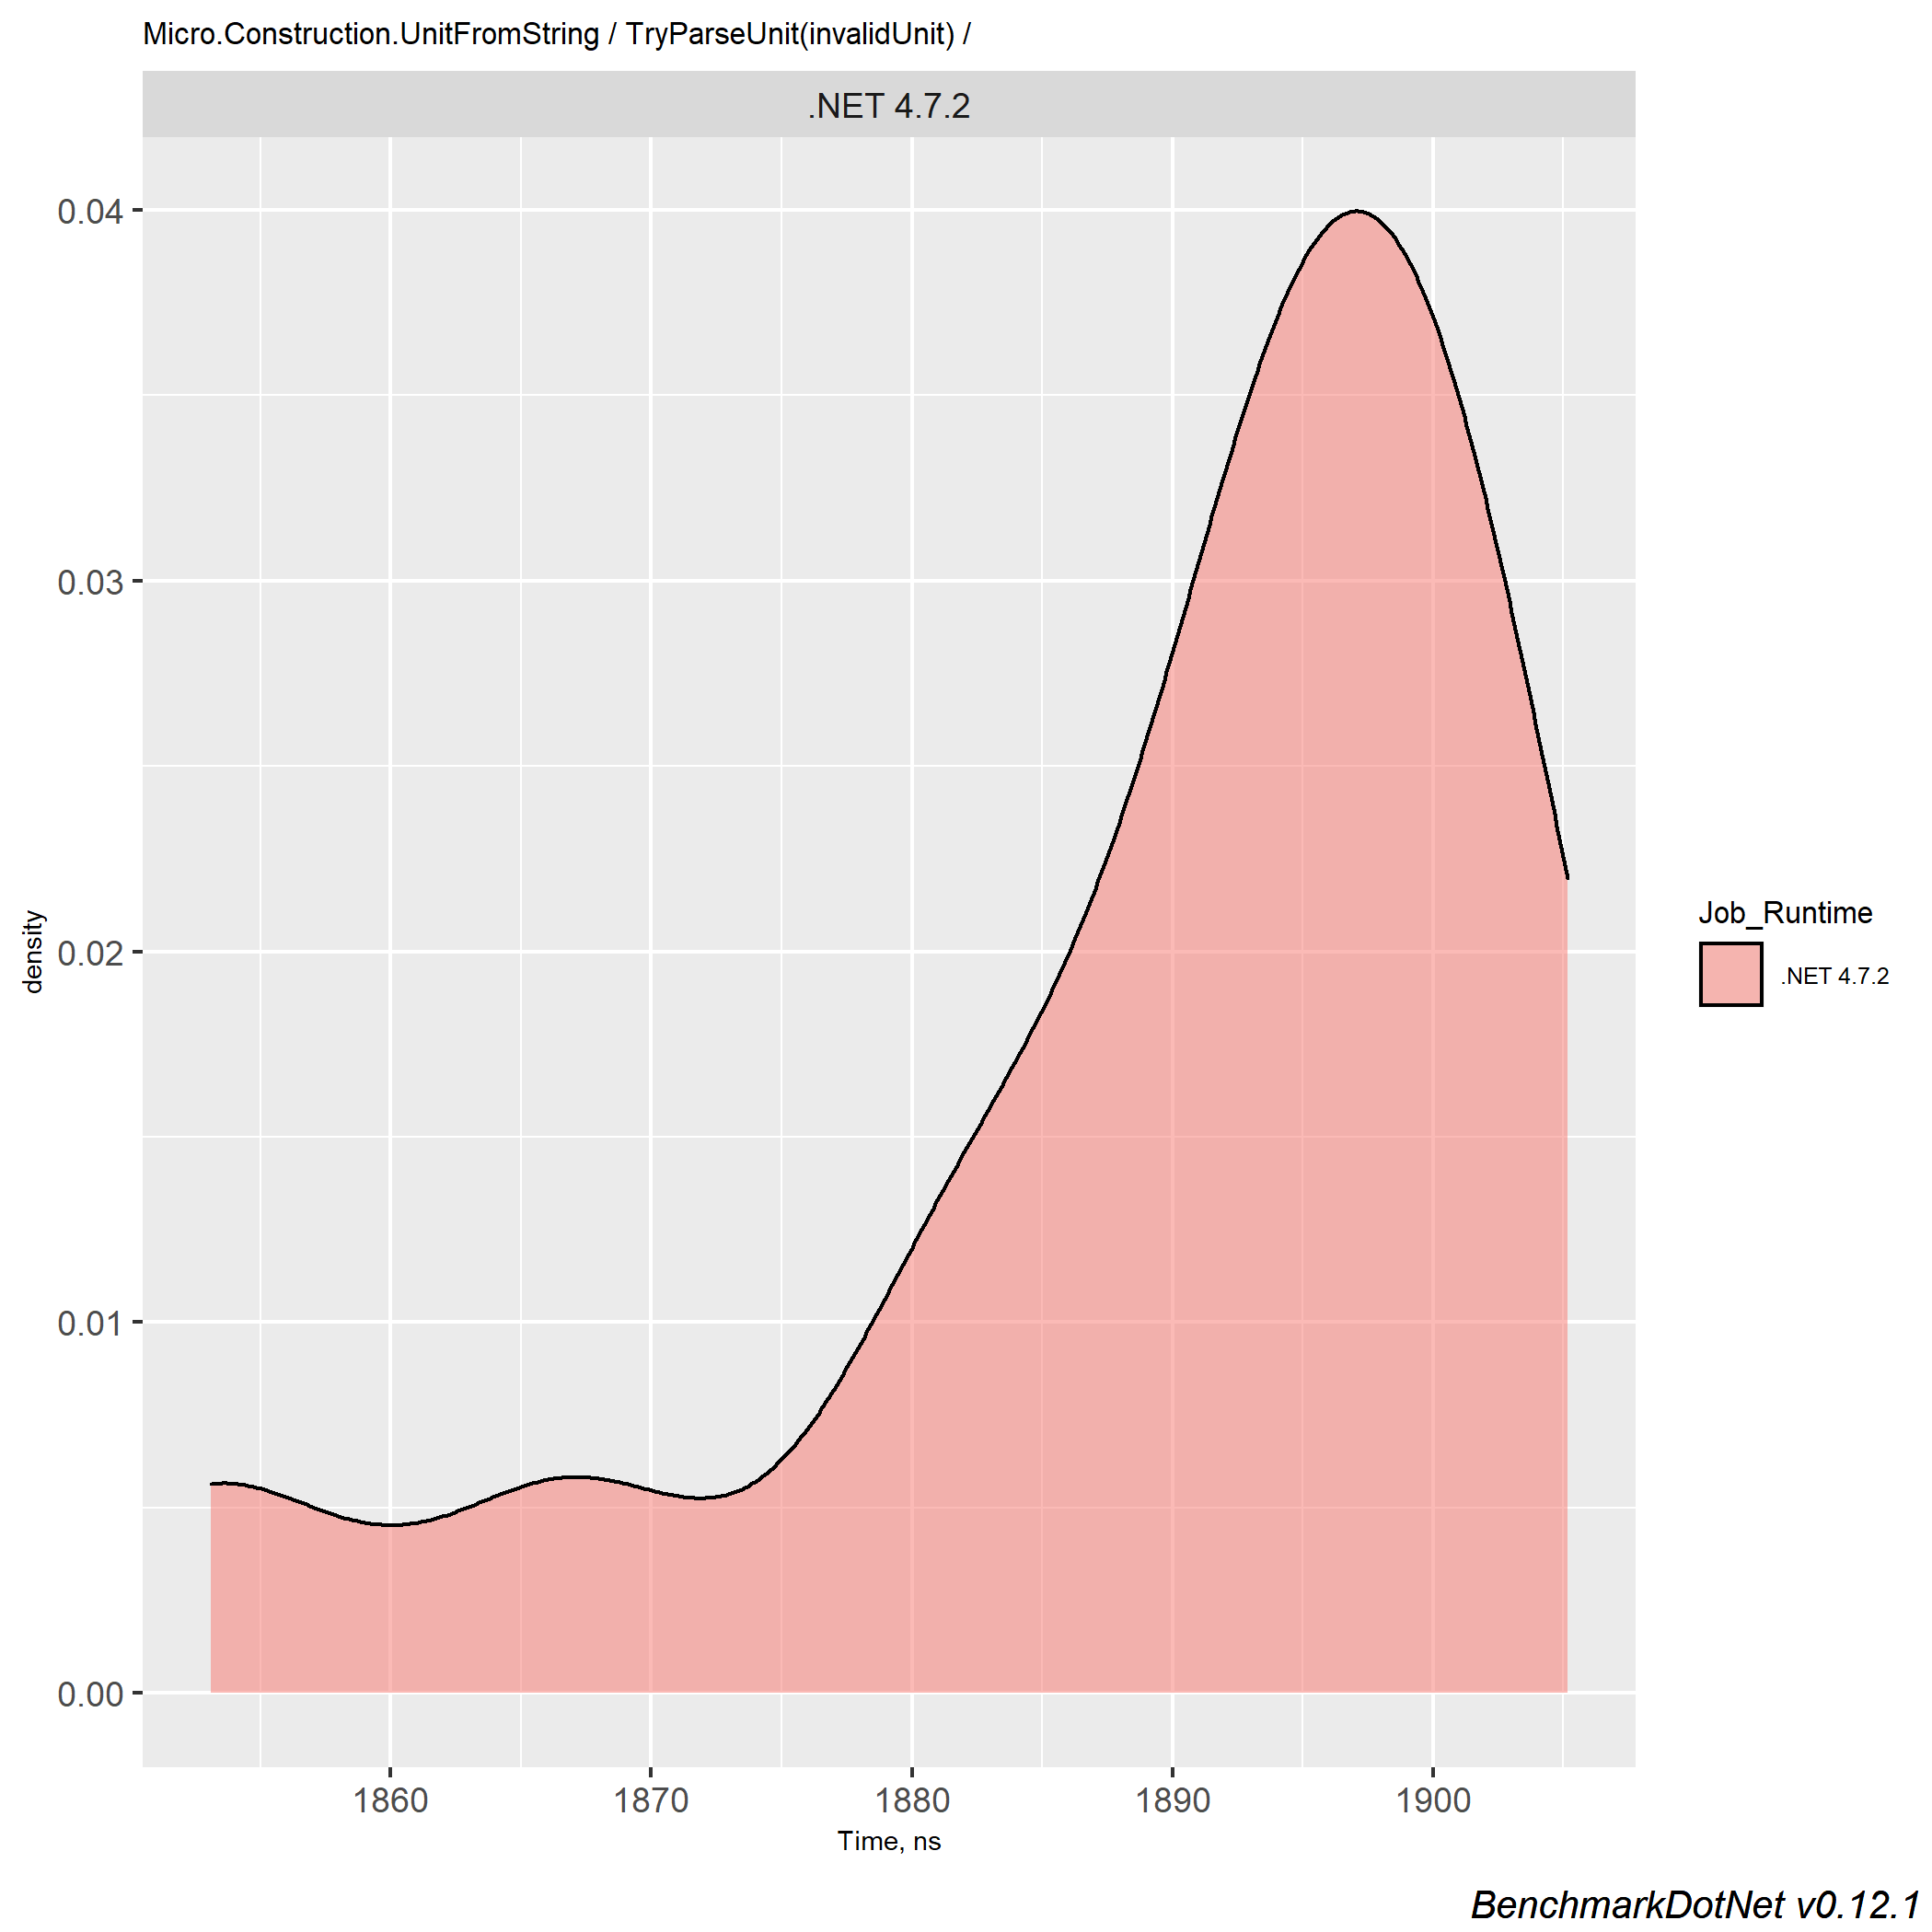 Micro.Construction.UnitFromString / TryParseUnit(invalidUnit) /
.NET 4.7.2
0.04
0.03
0.02
0.01
0.00
density
1860 1870 1880 1890 1900
Time, ns
Job_Runtime
.NET 4.7.2
BenchmarkDotNet v0.12.1